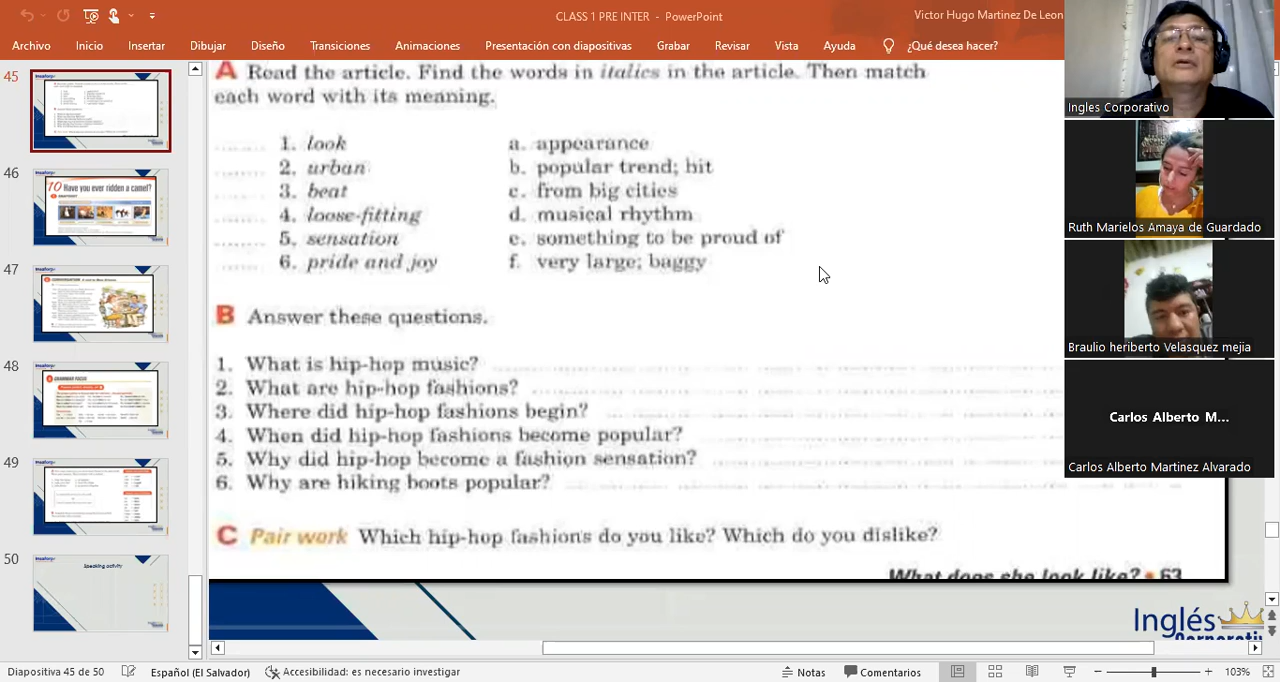 CLASS 1 PRE INTER - PowerPoint
Victor Hugo Martinez De Leon
Archivo Inicio Insertar Dibujar Diseño Transiciones Animaciones Presentación con diapositivas Grabar Revisar Vista Ayuda ¿Qué desea hacer?
45
46
10 Have you ever ridden a camel?
47
48
49
50
Speaking activity
A Read the article. Find the words in italics in the article. Then match
each word with its meaning.
1. look a. appearance
2. urban b. popular trend; hit
3. beat c. from big cities
4. loose-fitting d. musical rhythm
5. sensation e. something to be proud of
6. pride and joy f. very large; baggy
B Answer these questions.
1. What is hip-hop music?
2. What are hip-hop fashions?
3. Where did hip-hop fashions begin?
4. When did hip-hop fashions become popular?
5. Why did hip-hop become a fashion sensation?
6. Why are hiking boots popular?
C Pair work Which hip-hop fashions do you like? Which do you dislike?
What does she look like? • 63
Inglés
Corporati
Ingles Corporativo
Ruth Marielos Amaya de Guardado
Braulio heriberto Velasquez mejia
Carlos Alberto M...
Carlos Alberto Martinez Alvarado
Diapositiva 45 de 50 Español (El Salvador) Accesibilidad: es necesario investigar Notas Comentarios 103%